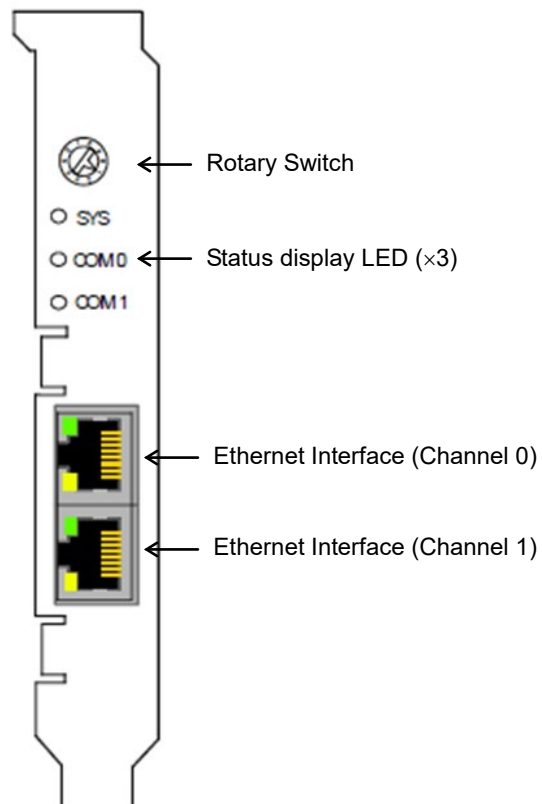 Rotary Switch
SYS
COM0
Status display LED (×3)
COM1
Ethernet Interface (Channel 0)
Ethernet Interface (Channel 1)